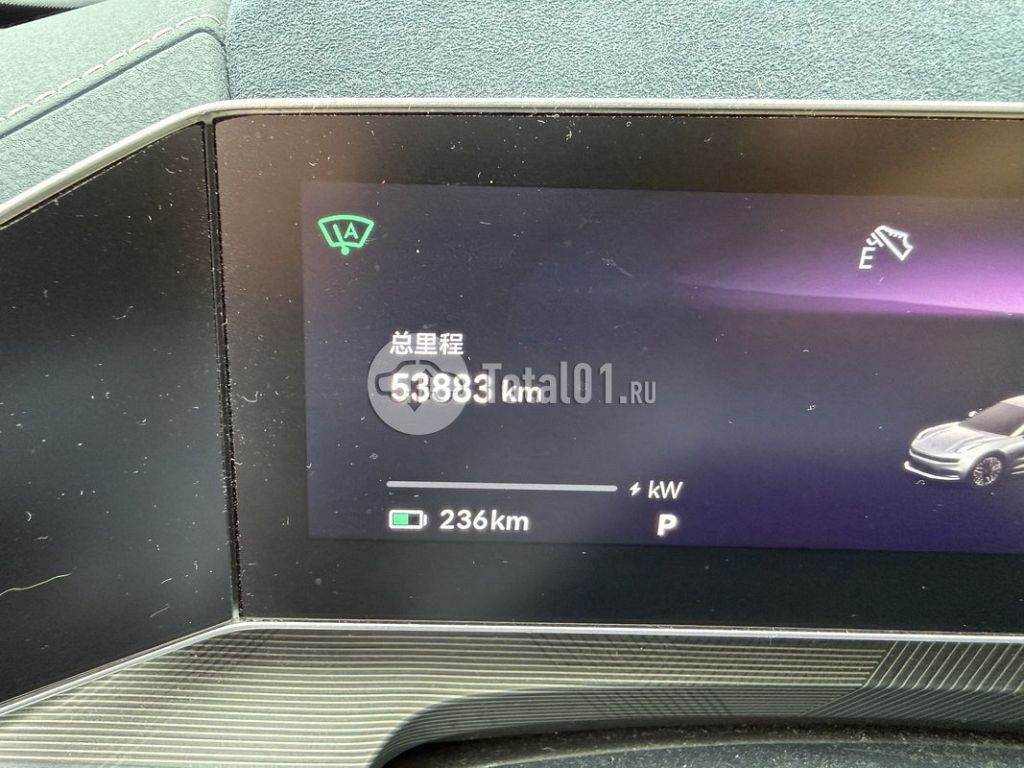 A
E
总里程
53883 km
Total01.RU
kW
236km
P